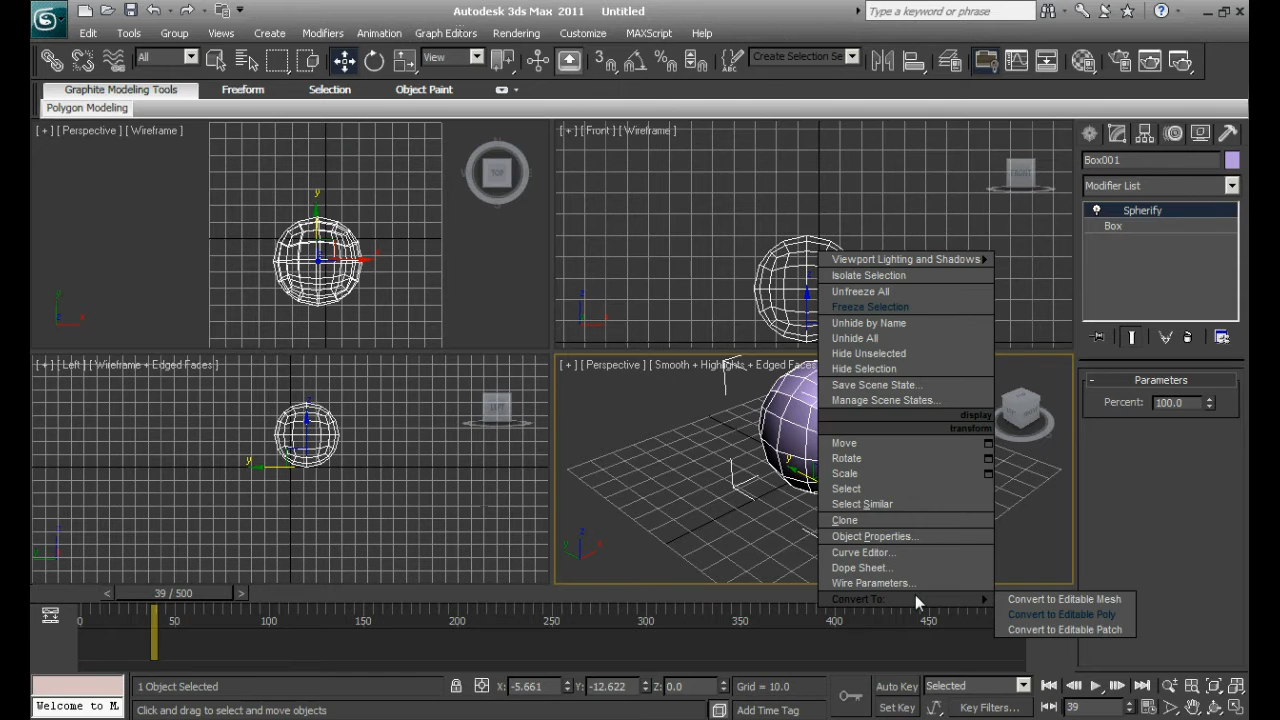 Autodesk 3ds Max 2011 Untitled
Type a keyword or phrase
Edit Tools Group Views Create Modifiers Animation Graph Editors Rendering Customize MAXScript Help
All View Create Selection Se
Graphite Modeling Tools Freeform Selection Object Paint
Polygon Modeling
[ + ] [ Perspective ] [ Wireframe ]
TOP
[ + ] [ Front ] [ Wireframe ]
FRONT
Box001
Modifier List
Spherify
Box
y
x
Viewport Lighting and Shadows
Isolate Selection
Unfreeze All
Freeze Selection
Unhide by Name
Unhide All
Hide Unselected
Hide Selection
Save Scene State...
Manage Scene States...
display
transform
Move
Rotate
Scale
Select
Select Similar
Clone
Object Properties...
Curve Editor...
Dope Sheet...
Wire Parameters...
Convert To:
Convert to Editable Mesh
Convert to Editable Poly
Convert to Editable Patch
[ + ] [ Left ] [ Wireframe + Edged Faces ]
LEFT
y
[ + ] [ Perspective ] [ Smooth + Highlights + Edged Faces
y
z
x
Parameters
Percent: 100.0
< 39 / 500 >
0 50 100 150 200 250 300 350 400 450
1 Object Selected X: -5.661 Y: -12.622 Z: 0.0 Grid = 10.0 Auto Key Selected
Welcome to M. Click and drag to select and move objects Add Time Tag Set Key Key Filters... 39